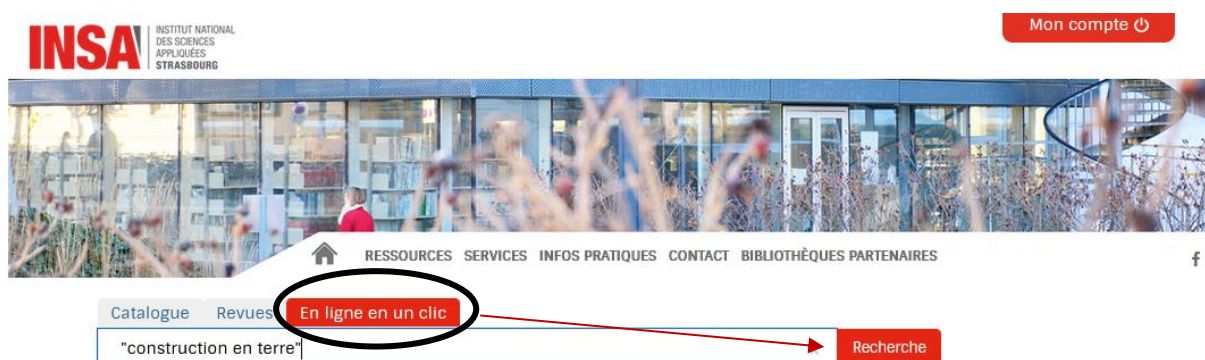 Mon compte
INSA
INSTITUT NATIONAL
DES SCIENCES
APPLIQUÉES
STRASBOURG
RESSOURCES SERVICES INFOS PRATIQUES CONTACT BIBLIOTHÈQUES PARTENAIRES
Catalogue Revues En ligne en un clic
"construction en terre" Recherche